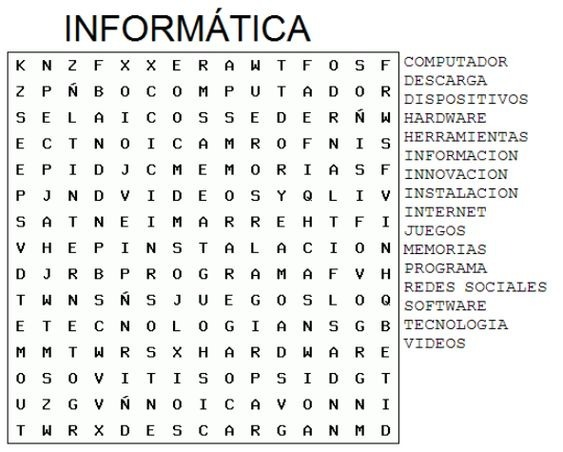 INFORMÁTICA
K N Z F X X E R A W T F O S F
Z P Ñ B O C O M P U T A D O R
S E L A I C O S S E D E R Ñ W
E C T N O I C A M R O F N I S
E P I D J C M E M O R I A S F
P J N D V I D E O S Y Q L I V
S A T N E I M A R R E H T F I
V H E P I N S T A L A C I O N
D J R B P R O G R A M A F V H
T W N S Ñ S J U E G O S L O Q
E T E C N O L O G I A N S G B
M M T W R S X H A R D W A R E
O S O V I T I S O P S I D G T
U Z G V Ñ N O I C A V O N N I
T W R X D E S C A R G A N M D
COMPUTADOR
DESCARGA
DISPOSITIVOS
HARDWARE
HERRAMIENTAS
INFORMACION
INNOVACION
INSTALACION
INTERNET
JUEGOS
MEMORIAS
PROGRAMA
REDES SOCIALES
SOFTWARE
TECNOLOGIA
VIDEOS